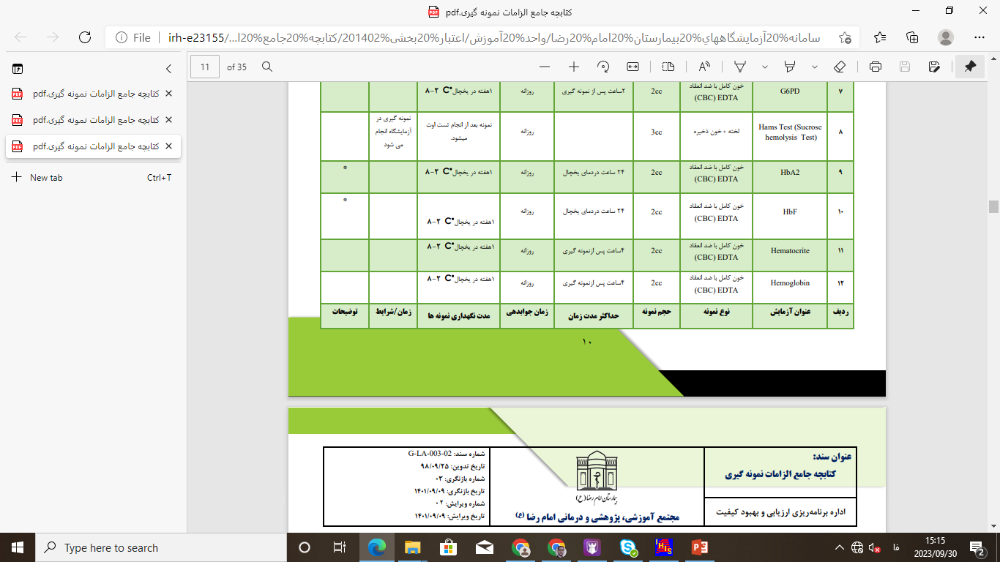 کتابچه جامع الزامات نمونه گیری.pdf
File irh-e23155/...سامانه%20آزمایشگاههاي%20بیمارستان%20امام%20رضا/واحد%20آموزش/اعتبار%20بخشی%201402/کتابچه%20جامع%20ا
کتابچه جامع الزامات نمونه گیری.pdf
کتابچه جامع الزامات نمونه گیری.pdf
کتابچه جامع الزامات نمونه گیری.pdf
New tab Ctrl+T
11 of 35
۷ G6PD خون کامل با ضد انعقاد (CBC) EDTA 2cc ۲ساعت پس از نمونه گیری روزانه ۱هفته در یخچال C° ۲-۸
۸ Hams Test (Sucrose hemolysis Test) لخته + خون ذخیره 3cc روزانه نمونه بعد از انجام تست اوت میشود. نمونه گیری در آزمایشگاه انجام می شود
۹ HbA2 خون کامل با ضد انعقاد (CBC) EDTA 2cc ۲۴ ساعت دردمای یخچال روزانه ۱هفته در یخچال C° ۲-۸ *
۱۰ HbF خون کامل با ضد انعقاد (CBC) EDTA 2cc ۲۴ ساعت دردمای یخچال روزانه ۱هفته در یخچال C° ۲-۸ *
۱۱ Hematocrite خون کامل با ضد انعقاد (CBC) EDTA 2cc ۴ساعت پس ازنمونه گیری روزانه ۱هفته در یخچال C° ۲-۸
۱۲ Hemoglobin خون کامل با ضد انعقاد (CBC) EDTA 2cc ۴ساعت پس ازنمونه گیری روزانه ۱هفته در یخچال C° ۲-۸
ردیف عنوان آزمایش نوع نمونه حجم نمونه حداکثر مدت زمان زمان جوابدهی مدت نگهداری نمونه ها زمان/شرایط توضیحات
۱۰
عنوان سند:
کتابچه جامع الزامات نمونه گیری
اداره برنامه‌ریزی ارزیابی و بهبود کیفیت
بیمارستان امام رضا(ع)
مجتمع آموزشی، پژوهشی و درمانی امام رضا (ع)
شماره سند: G-LA-003-02
تاریخ تدوین: ۹۸/۰۹/۲۵
شماره بازنگری: ۰۳
تاریخ بازنگری: ۱۴۰۱/۰۹/۰۹
شماره ویرایش: ۰۲
تاریخ ویرایش: ۱۴۰۱/۰۹/۰۹
Type here to search
فا
15:15
2023/09/30
2